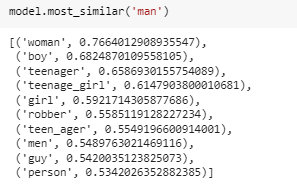 model.most_similar('man')
[('woman', 0.7664012908935547),
('boy', 0.6824870109558105),
('teenager', 0.6586930155754089),
('teenage_girl', 0.6147903800010681),
('girl', 0.5921714305877686),
('robber', 0.5585119128227234),
('teen_ager', 0.5549196600914001),
('men', 0.5489763021469116),
('guy', 0.5420035123825073),
('person', 0.5342026352882385)]